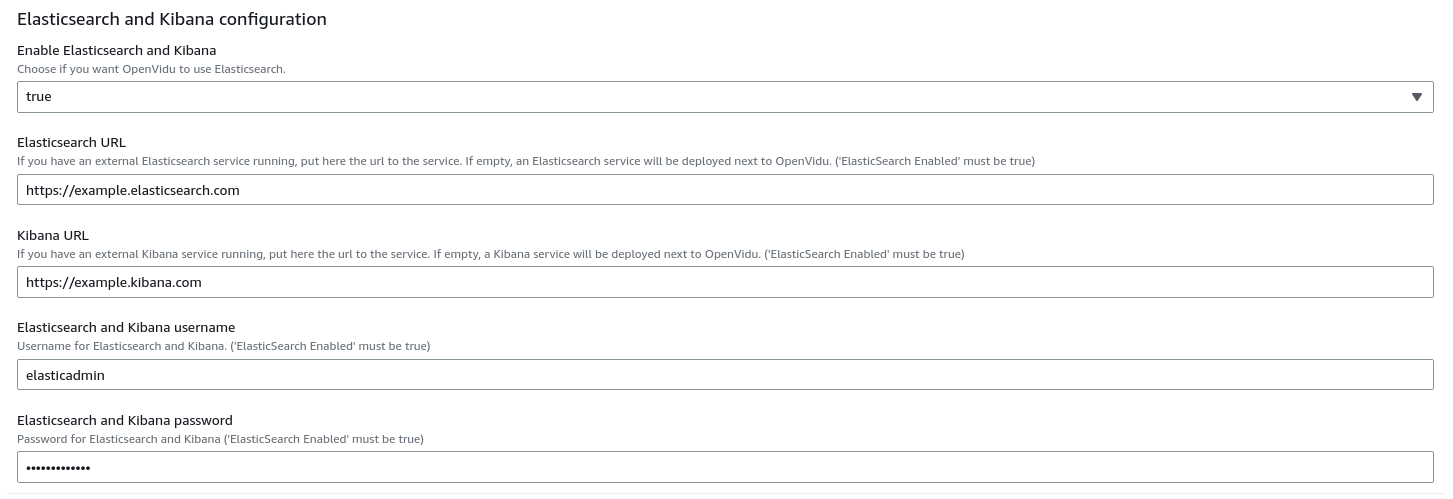 Elasticsearch and Kibana configuration
Enable Elasticsearch and Kibana
Choose if you want OpenVidu to use Elasticsearch.
true
Elasticsearch URL
If you have an external Elasticsearch service running, put here the url to the service. If empty, an Elasticsearch service will be deployed next to OpenVidu. ('ElasticSearch Enabled' must be true)
https://example.elasticsearch.com
Kibana URL
If you have an external Kibana service running, put here the url to the service. If empty, a Kibana service will be deployed next to OpenVidu. ('ElasticSearch Enabled' must be true)
https://example.kibana.com
Elasticsearch and Kibana username
Username for Elasticsearch and Kibana. ('ElasticSearch Enabled' must be true)
elasticadmin
Elasticsearch and Kibana password
Password for Elasticsearch and Kibana ('ElasticSearch Enabled' must be true)
•••••••••••••